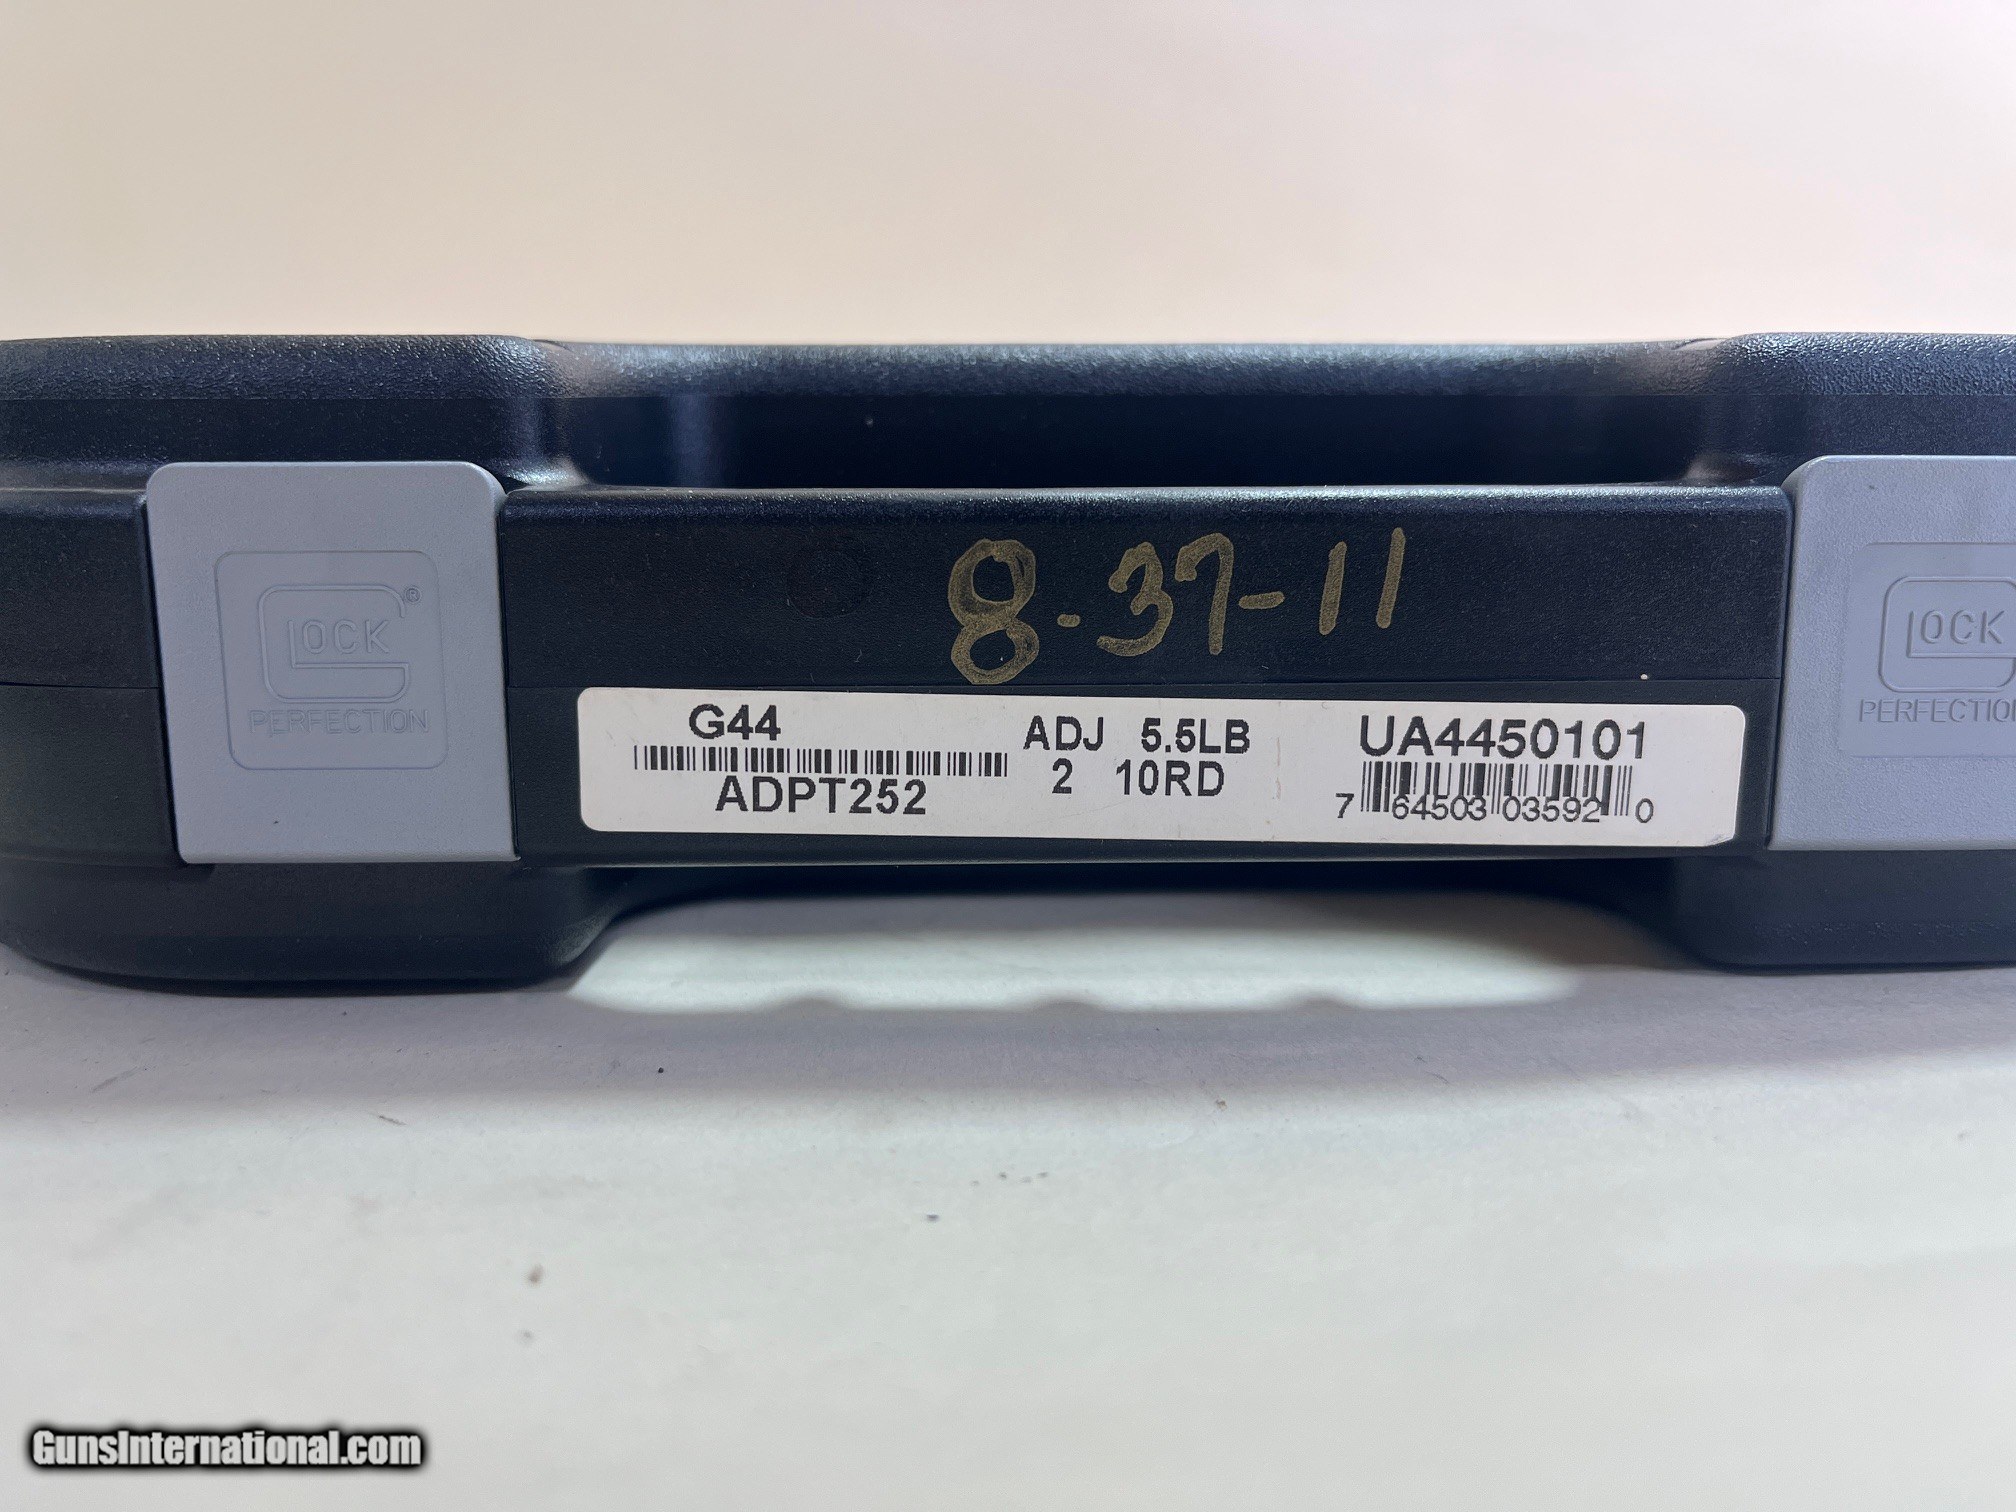 8-37-11
GLOCK ®
PERFECTION
GLOCK
PERFECTIO
G44
ADPT252
ADJ 5.5LB
2 10RD
UA4450101
7 64503 03592 0
GunsInternational.com